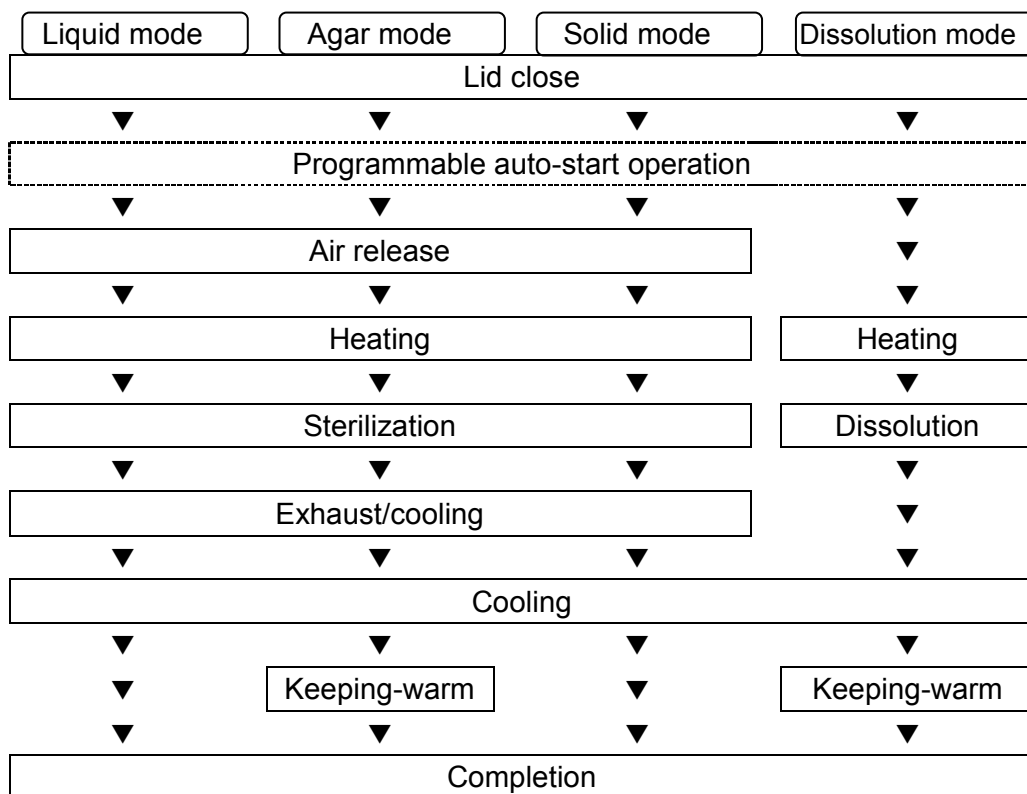 Liquid mode Agar mode Solid mode Dissolution mode
Lid close
Programmable auto-start operation
Air release
Heating Heating
Sterilization Dissolution
Exhaust/cooling
Cooling
Keeping-warm Keeping-warm
Completion